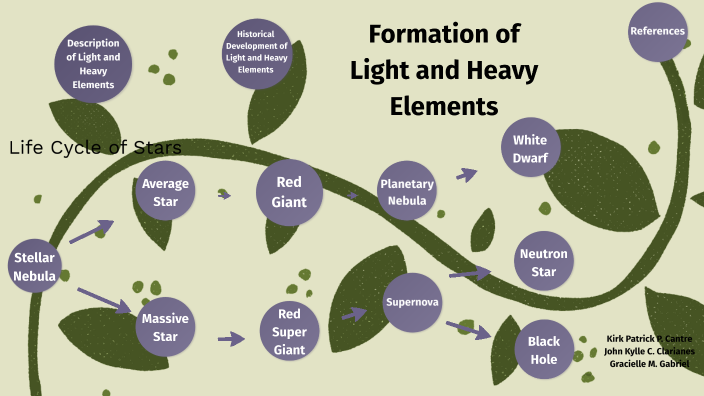 Formation of
Light and Heavy
Elements
References
Description
of Light and
Heavy
Elements
Historical
Development of
Light and Heavy
Elements
Life Cycle of Stars
Stellar
Nebula
Average
Star
Red
Giant
Planetary
Nebula
White
Dwarf
Massive
Star
Red
Super
Giant
Supernova
Neutron
Star
Black
Hole
Kirk Patrick P. Cantre
John Kylle C. Clarianes
Gracielle M. Gabriel